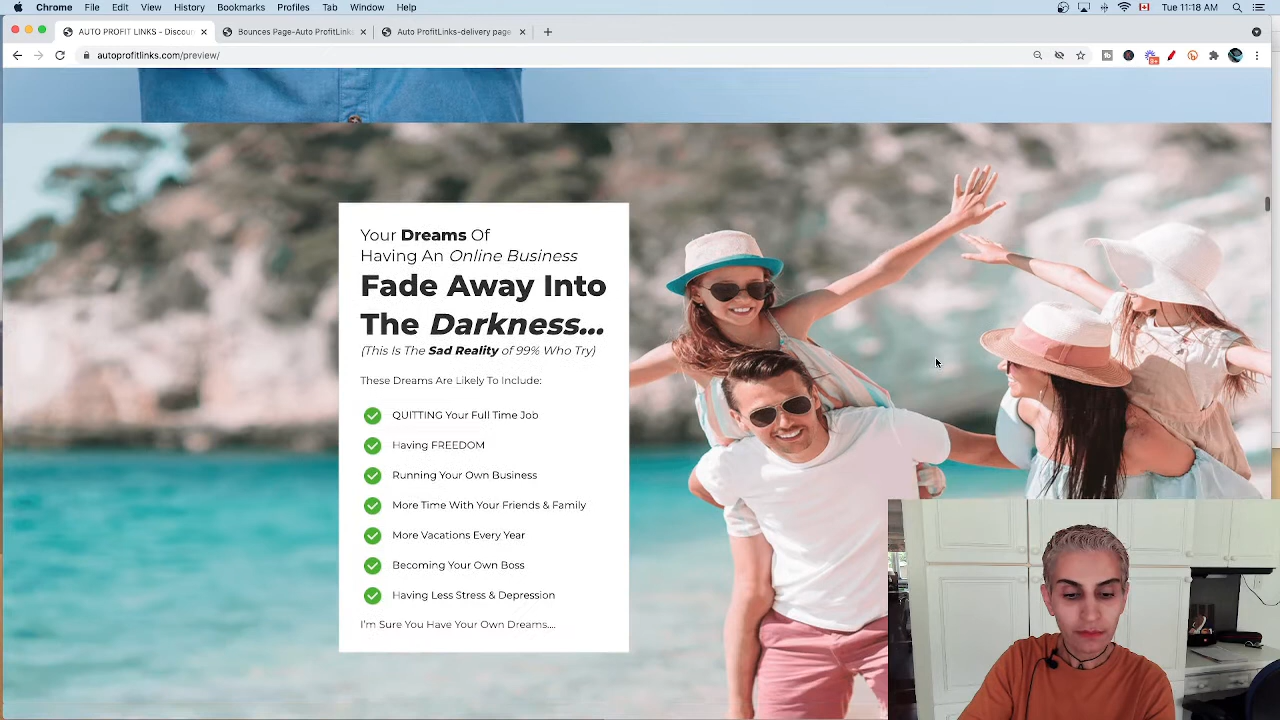 Chrome File Edit View History Bookmarks Profiles Tab Window Help Tue 11:18 AM
AUTO PROFIT LINKS - Discoun Bounces Page-Auto ProfitLinks Auto ProfitLinks-delivery page
autoprofitlinks.com/preview/
9+
Your Dreams Of
Having An Online Business
Fade Away Into
The Darkness...
(This Is The Sad Reality of 99% Who Try)
These Dreams Are Likely To Include:
QUITTING Your Full Time Job
Having FREEDOM
Running Your Own Business
More Time With Your Friends & Family
More Vacations Every Year
Becoming Your Own Boss
Having Less Stress & Depression
I'm Sure You Have Your Own Dreams....